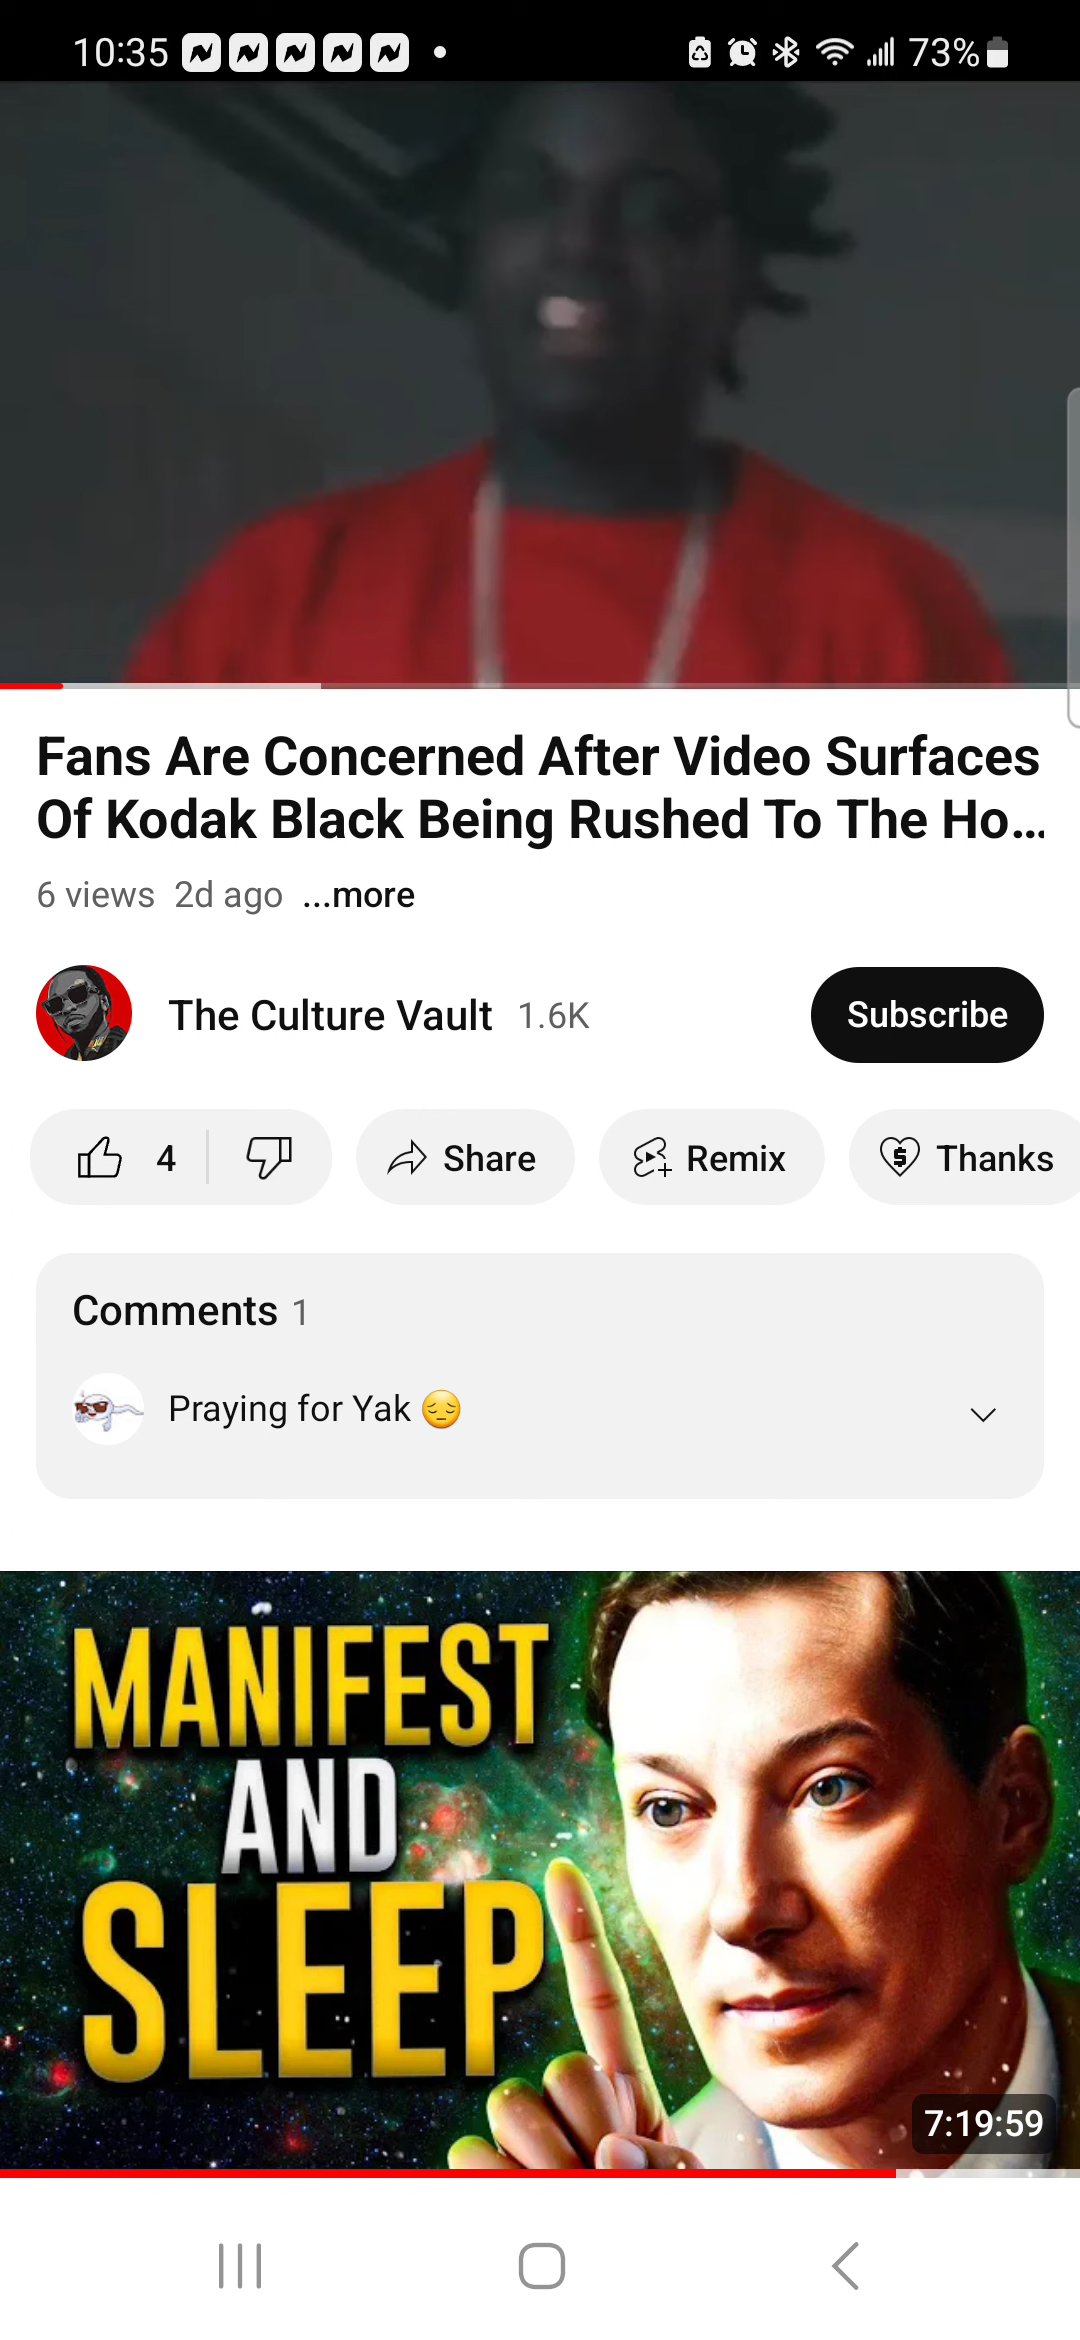 10:35
73%
Fans Are Concerned After Video Surfaces
Of Kodak Black Being Rushed To The Ho...
6 views 2d ago ...more
The Culture Vault 1.6K
Subscribe
4 Share Remix Thanks
Comments 1
Praying for Yak 😔
MANIFEST
AND
SLEEP
7:19:59